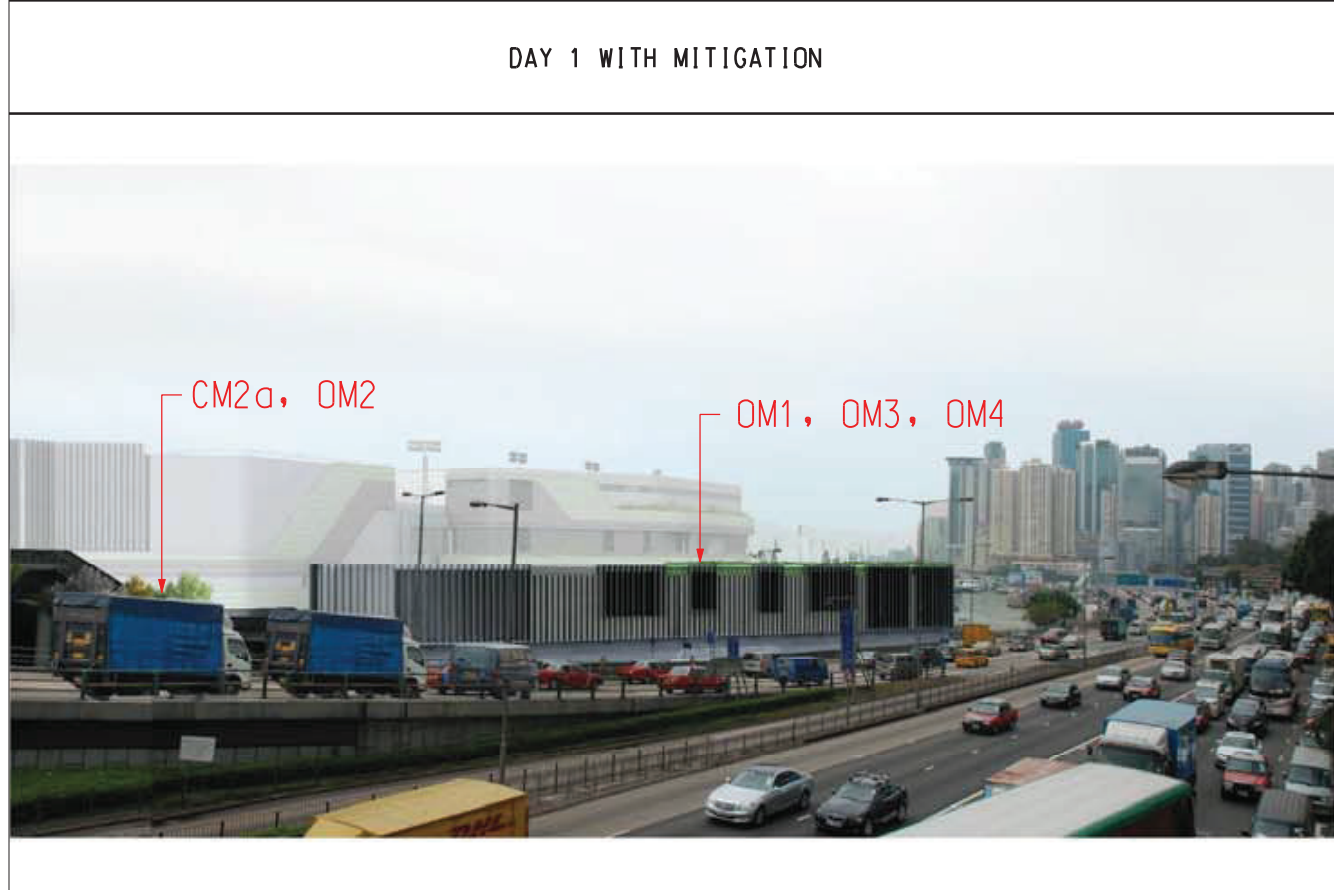 DAY 1 WITH MITIGATION
CM2a, OM2
OM1, OM3, OM4
DHL